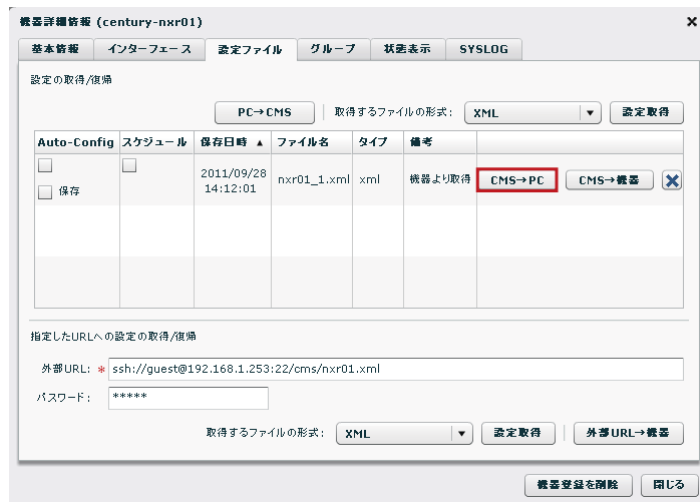 機器詳細情報 (century-nxr01)
基本情報 インターフェース 設定ファイル グループ 状態表示 SYSLOG
設定の取得/復帰
PC→CMS 取得するファイルの形式: XML 設定取得
Auto-Config スケジュール 保存日時 ▲ ファイル名 タイプ 備考
保存 2011/09/28 14:12:01 nxr01_1.xml xml 機器より取得 CMS→PC CMS→機器
指定したURLへの設定の取得/復帰
外部URL: * ssh://guest@192.168.1.253:22/cms/nxr01.xml
パスワード: *****
取得するファイルの形式: XML 設定取得 外部URL→機器
機器登録を削除 閉じる